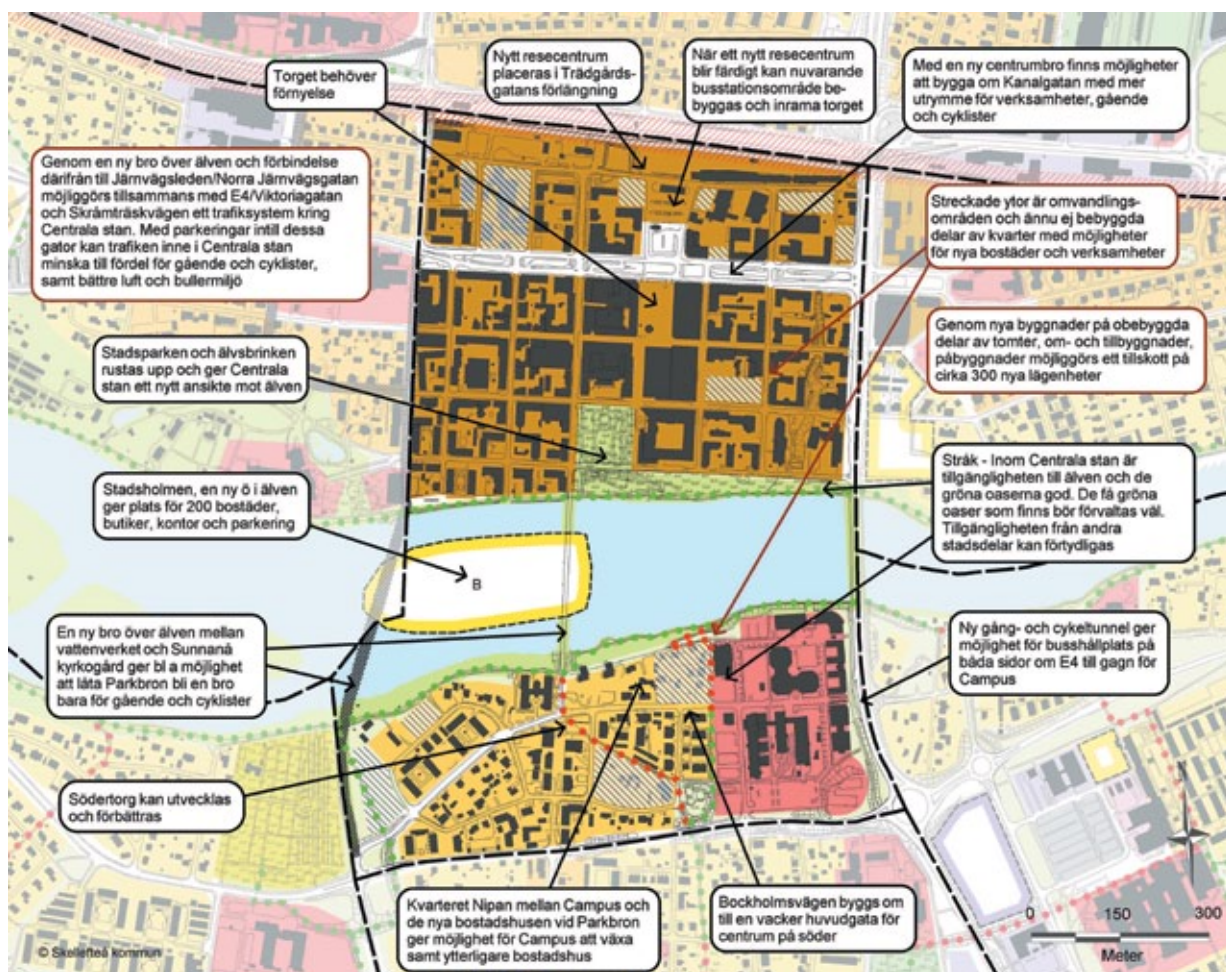 Torget behöver
förnyelse
Nytt resecentrum
placeras i Trädgårds-
gatans förlängning
När ett nytt resecentrum
blir färdigt kan nuvarande
busstationsområde be-
byggas och inrama torget
Med en ny centrumbro finns möjligheter
att bygga om Kanalgatan med mer
utrymme för verksamheter, gående
och cyklister
Genom en ny bro över älven och förbindelse
därifrån till Järnvägsleden/Norra Järnvägsgatan
möjliggörs tillsammans med E4/Viktoriagatan
och Skråmträskvägen ett trafiksystem kring
Centrala stan. Med parkeringar intill dessa
gator kan trafiken inne i Centrala stan
minska till fördel för gående och cyklister,
samt bättre luft och bullermiljö
Streckade ytor är omvandlings-
områden och ännu ej bebyggda
delar av kvarter med möjligheter
för nya bostäder och verksamheter
Genom nya byggnader på obebyggda
delar av tomter, om- och tillbyggnader,
påbyggnader möjliggörs ett tillskott på
cirka 300 nya lägenheter
Stadsparken och älvsbrinken
rustas upp och ger Centrala
stan ett nytt ansikte mot älven
Stadsholmen, en ny ö i älven
ger plats för 200 bostäder,
butiker, kontor och parkering
B
Stråk - Inom Centrala stan är
tillgängligheten till älven och de
gröna oaserna god. De få gröna
oaser som finns bör förvaltas väl.
Tillgängligheten från andra
stadsdelar kan förtydligas
En ny bro över älven mellan
vattenverket och Sunnanå
kyrkogård ger bl a möjlighet
att låta Parkbron bli en bro
bara för gående och cyklister
Ny gång- och cykeltunnel ger
möjlighet för busshållplats på
båda sidor om E4 till gagn för
Campus
Södertorg kan utvecklas
och förbättras
Kvarteret Nipan mellan Campus och
de nya bostadshusen vid Parkbron
ger möjlighet för Campus att växa
samt ytterligare bostadshus
Bockholmsvägen byggs om
till en vacker huvudgata för
centrum på söder
0 150 300
Meter
© Skellefteå kommun